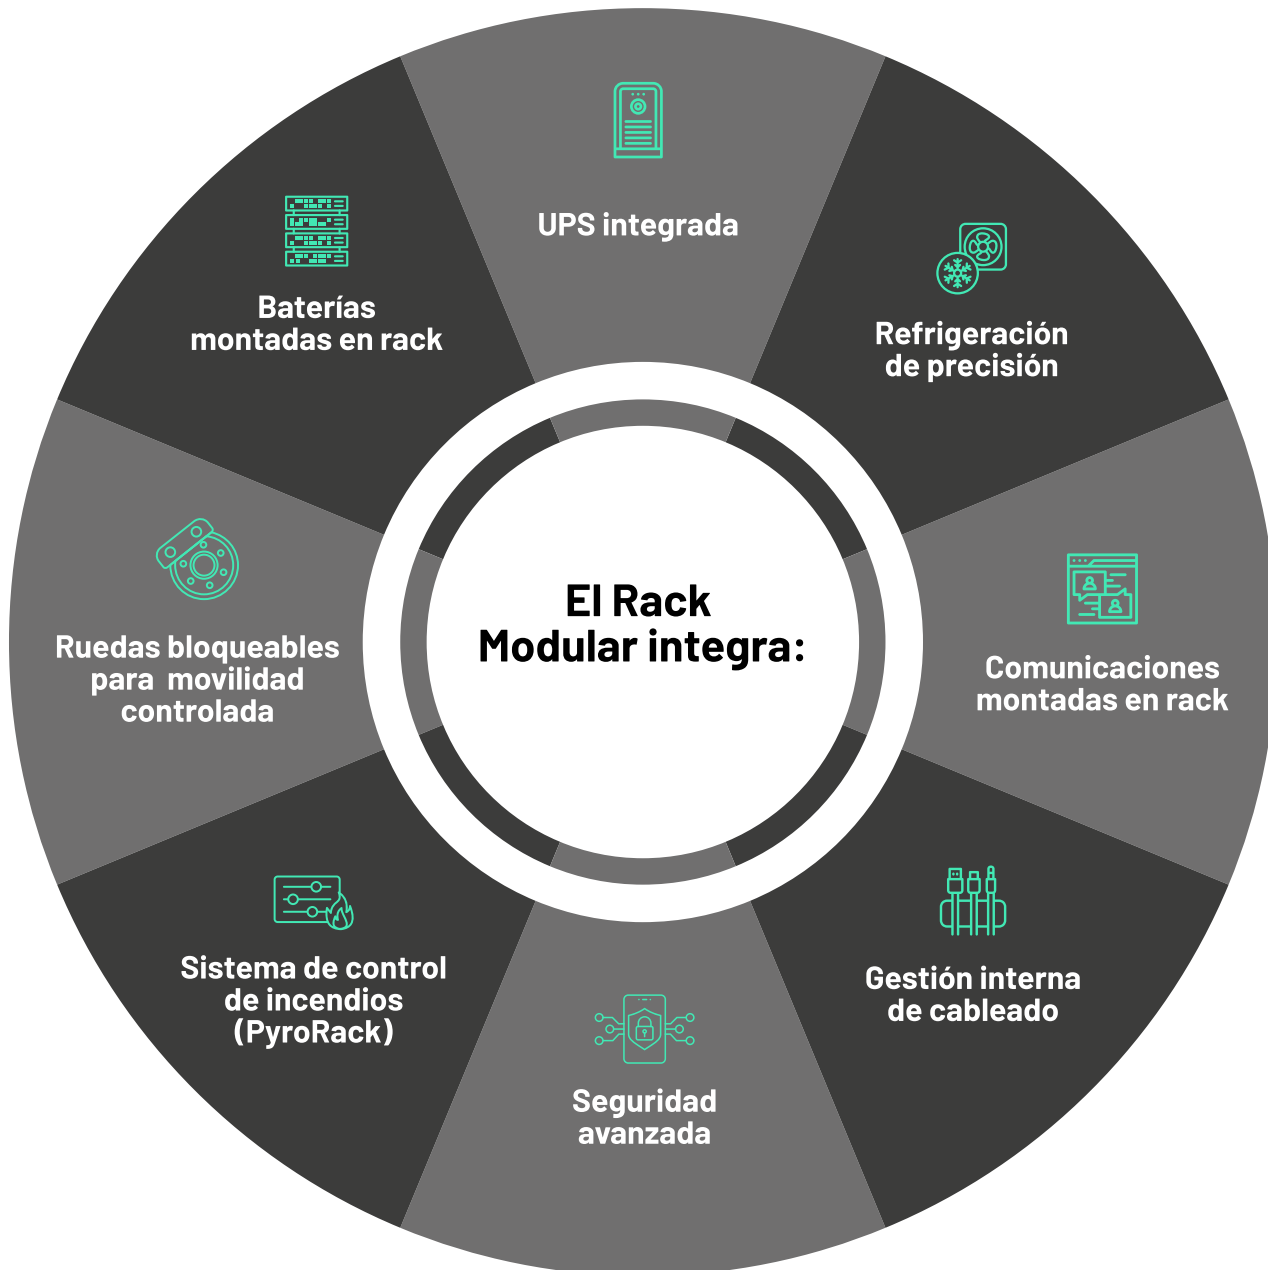 El Rack
Modular integra:
UPS integrada
Refrigeración
de precisión
Comunicaciones
montadas en rack
Gestión interna
de cableado
Seguridad
avanzada
Sistema de control
de incendios
(PyroRack)
Ruedas bloqueables
para movilidad
controlada
Baterías
montadas en rack